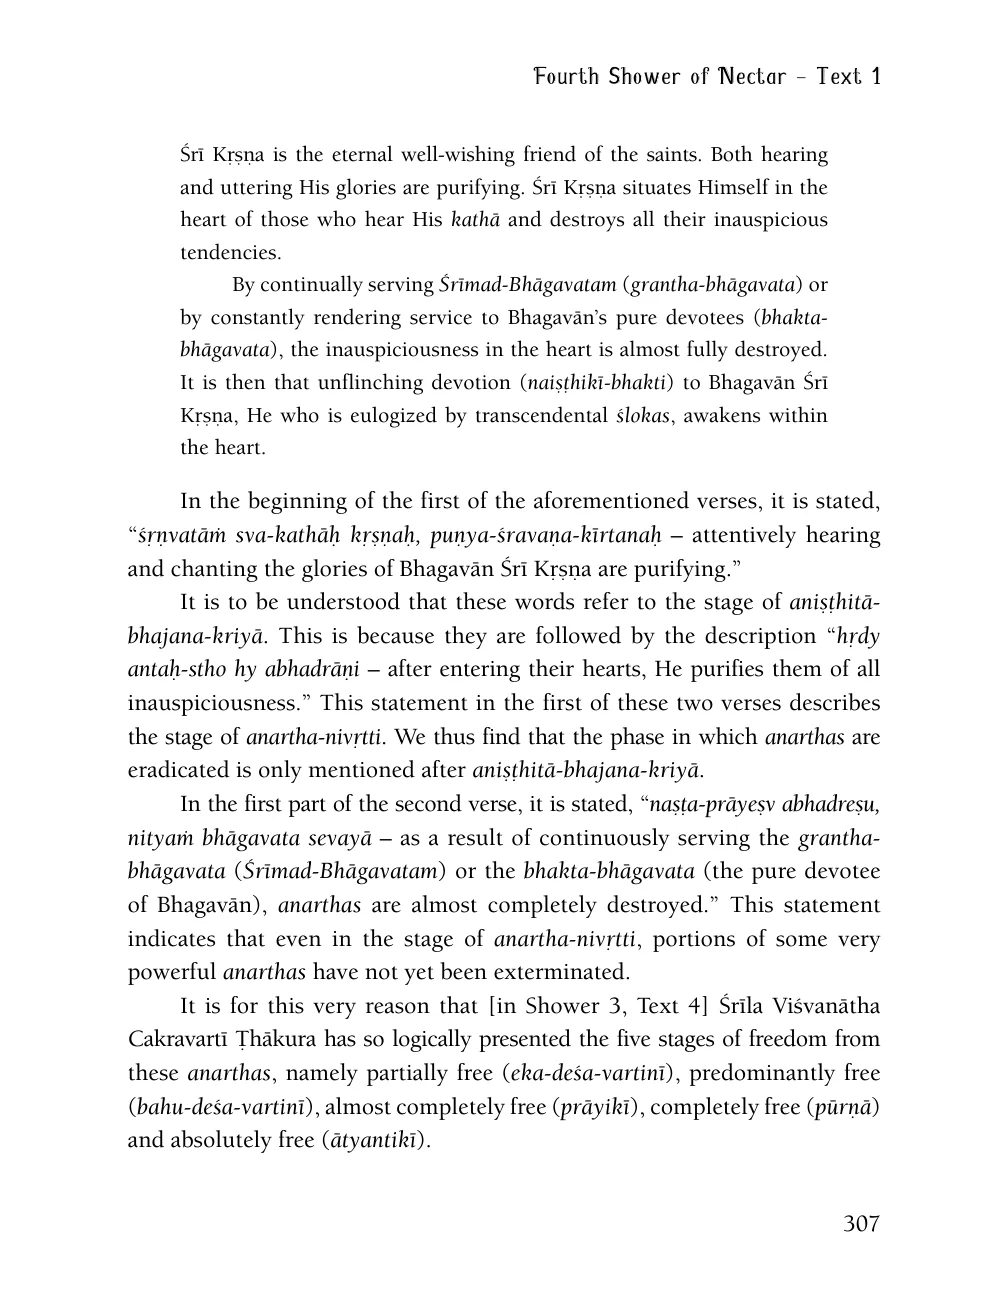 Fourth Shower of Nectar – Text 1
Śrī Kṛṣṇa is the eternal well-wishing friend of the saints. Both hearing
and uttering His glories are purifying. Śrī Kṛṣṇa situates Himself in the
heart of those who hear His kathā and destroys all their inauspicious
tendencies.
By continually serving Śrīmad-Bhāgavatam (grantha-bhāgavata) or
by constantly rendering service to Bhagavān’s pure devotees (bhakta-
bhāgavata), the inauspiciousness in the heart is almost fully destroyed.
It is then that unflinching devotion (naiṣṭhikī-bhakti) to Bhagavān Śrī
Kṛṣṇa, He who is eulogized by transcendental ślokas, awakens within
the heart.
In the beginning of the first of the aforementioned verses, it is stated,
“śṛṇvatāṁ sva-kathāḥ kṛṣṇaḥ, puṇya-śravaṇa-kīrtanaḥ – attentively hearing
and chanting the glories of Bhagavān Śrī Kṛṣṇa are purifying.”
It is to be understood that these words refer to the stage of aniṣṭhitā-
bhajana-kriyā. This is because they are followed by the description “hṛdy
antaḥ-stho hy abhadrāṇi – after entering their hearts, He purifies them of all
inauspiciousness.” This statement in the first of these two verses describes
the stage of anartha-nivṛtti. We thus find that the phase in which anarthas are
eradicated is only mentioned after aniṣṭhitā-bhajana-kriyā.
In the first part of the second verse, it is stated, “naṣṭa-prāyeṣv abhadreṣu,
nityaṁ bhāgavata sevayā – as a result of continuously serving the grantha-
bhāgavata (Śrīmad-Bhāgavatam) or the bhakta-bhāgavata (the pure devotee
of Bhagavān), anarthas are almost completely destroyed.” This statement
indicates that even in the stage of anartha-nivṛtti, portions of some very
powerful anarthas have not yet been exterminated.
It is for this very reason that [in Shower 3, Text 4] Śrīla Viśvanātha
Cakravartī Ṭhākura has so logically presented the five stages of freedom from
these anarthas, namely partially free (eka-deśa-vartinī), predominantly free
(bahu-deśa-vartinī), almost completely free (prāyikī), completely free (pūrṇā)
and absolutely free (ātyantikī).
307